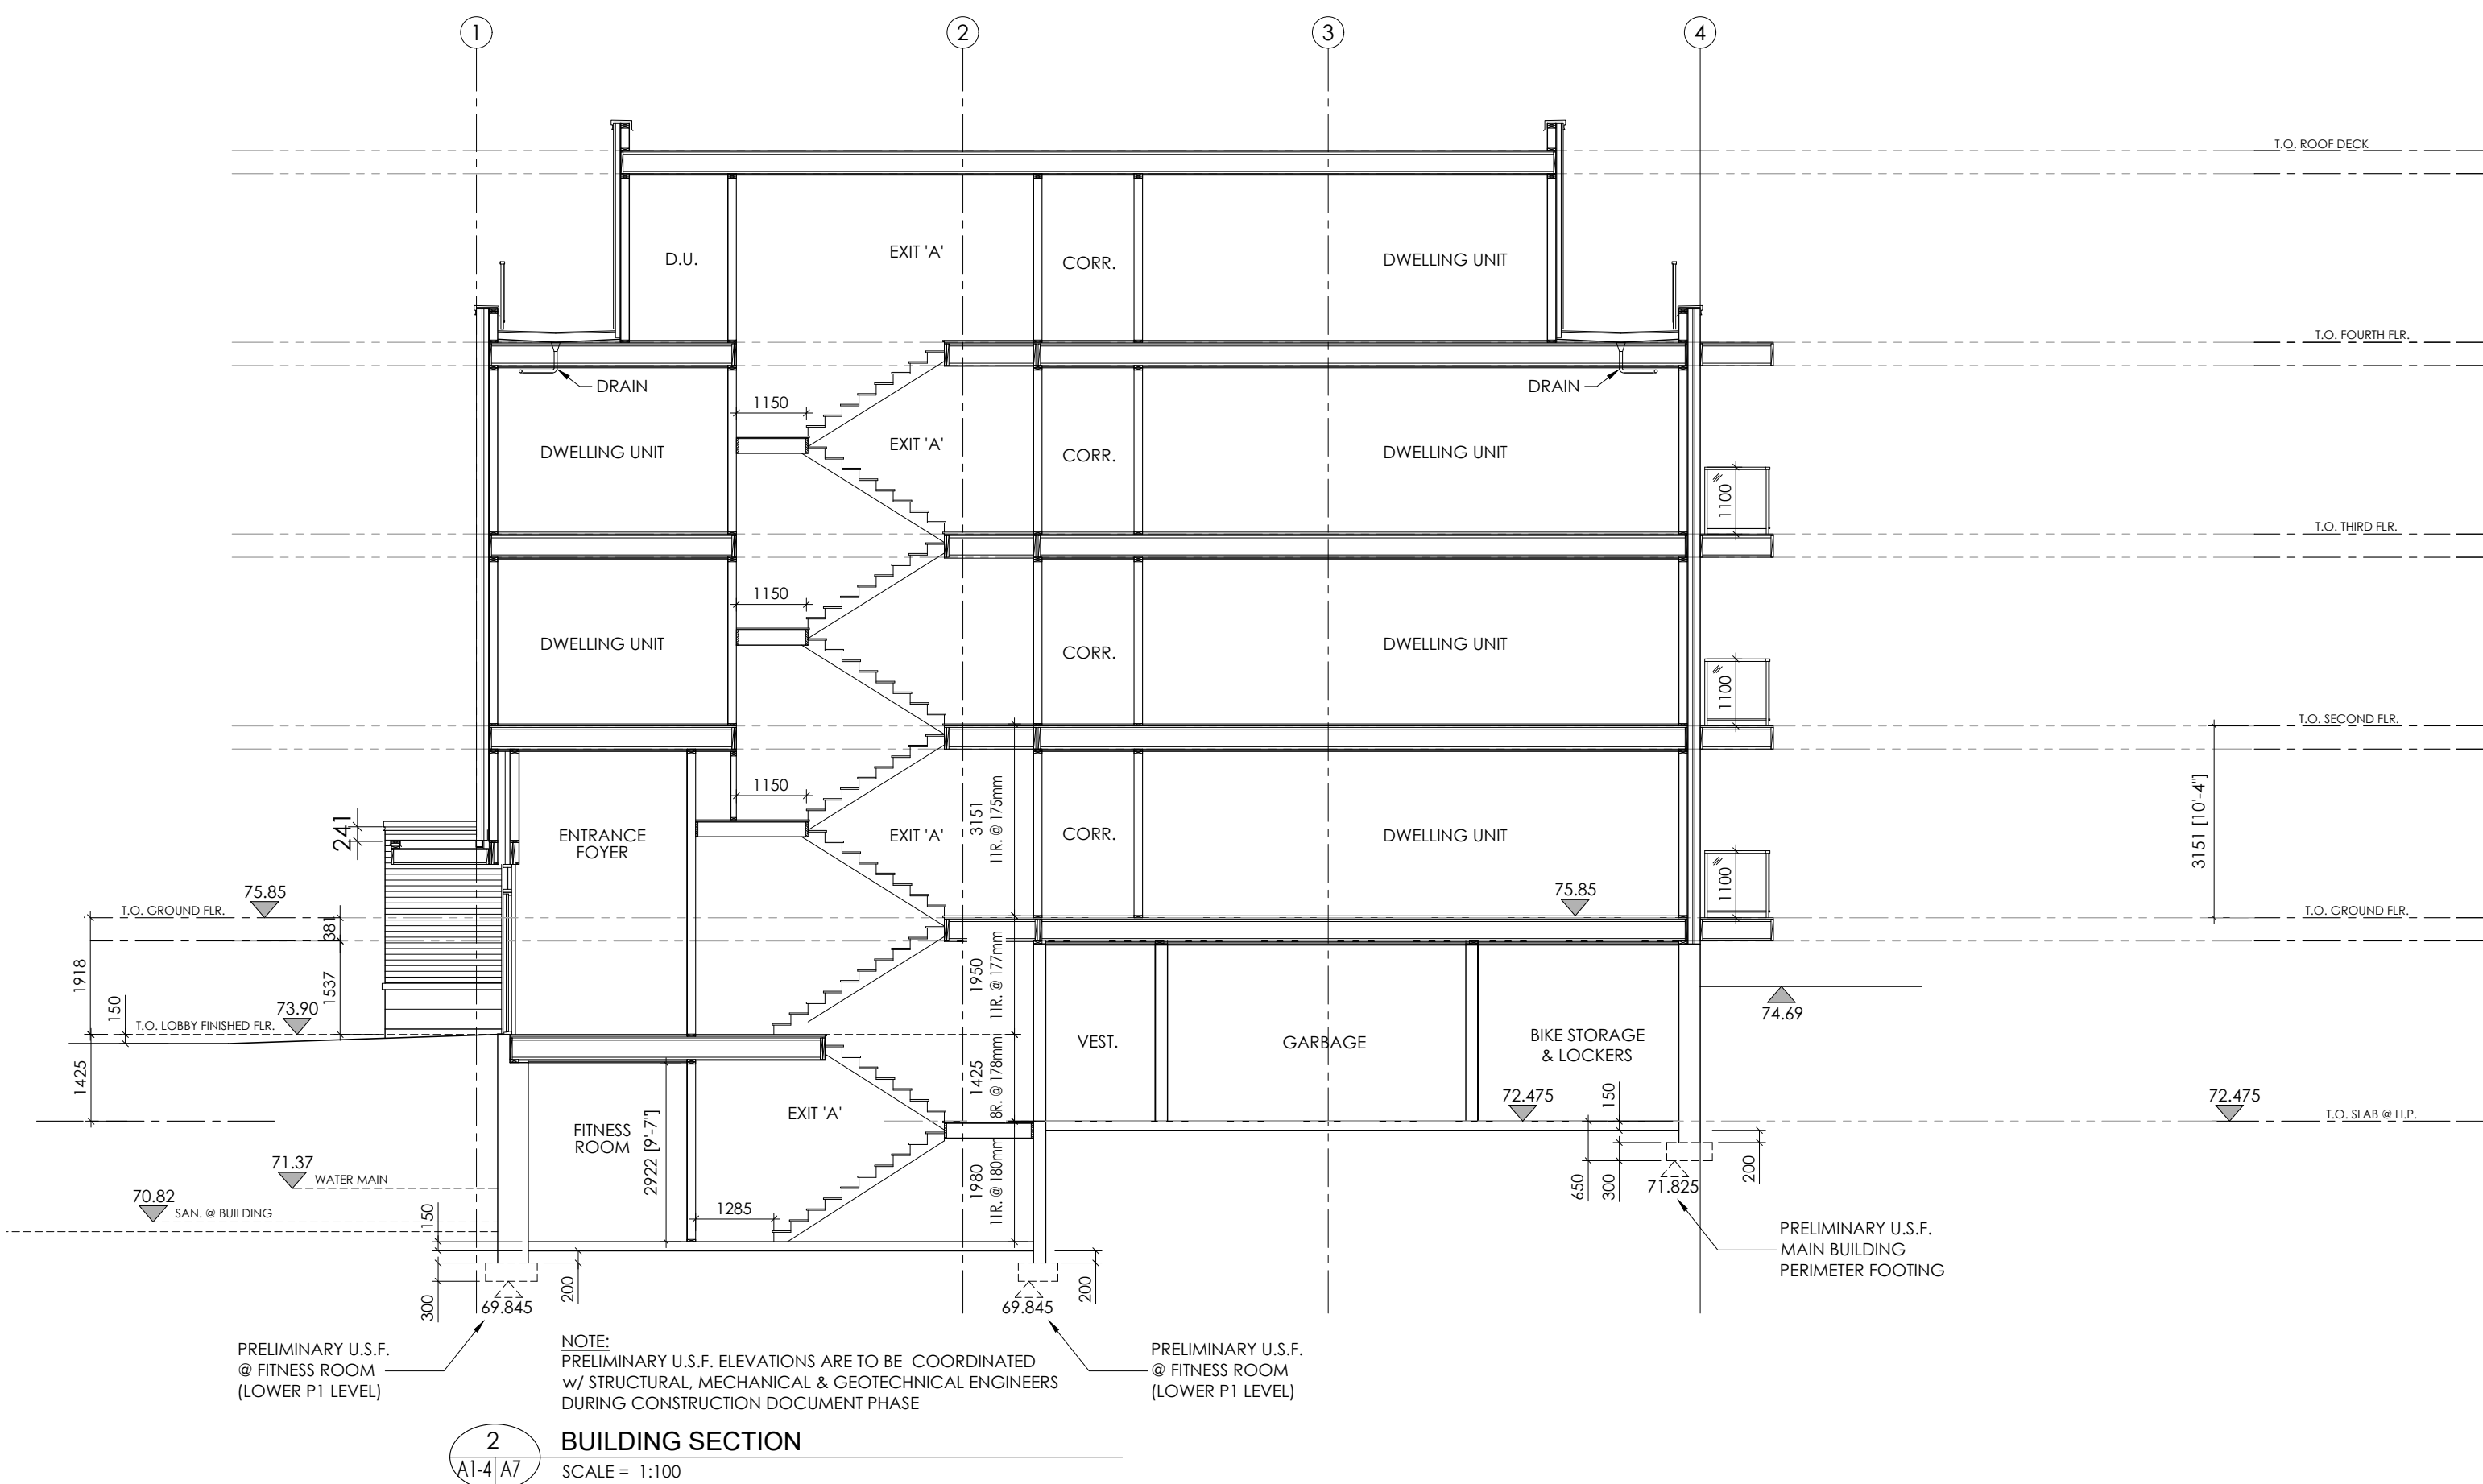 1
2
3
4
T.O. ROOF DECK
D.U.
EXIT 'A'
CORR.
DWELLING UNIT
T.O. FOURTH FLR.
DRAIN
DRAIN
1150
DWELLING UNIT
EXIT 'A'
CORR.
DWELLING UNIT
1100
T.O. THIRD FLR.
1150
DWELLING UNIT
CORR.
DWELLING UNIT
1100
T.O. SECOND FLR.
1150
241
ENTRANCE
FOYER
EXIT 'A'
3151
11R. @ 175mm
CORR.
DWELLING UNIT
1100
3151 [10'-4"]
75.85
T.O. GROUND FLR.
75.85
T.O. GROUND FLR.
381
1918
1537
150
73.90
T.O. LOBBY FINISHED FLR.
1950
11R. @ 177mm
74.69
VEST.
GARBAGE
BIKE STORAGE
& LOCKERS
1425
1425
8R. @ 178mm
72.475
150
72.475
T.O. SLAB @ H.P.
EXIT 'A'
FITNESS
ROOM
2922 [9'-7"]
71.37
WATER MAIN
70.82
SAN. @ BUILDING
150
1285
1980
11R. @ 180mm
650
300
71.825
200
PRELIMINARY U.S.F.
MAIN BUILDING
PERIMETER FOOTING
300
69.845
200
69.845
200
PRELIMINARY U.S.F.
@ FITNESS ROOM
(LOWER P1 LEVEL)
NOTE:
PRELIMINARY U.S.F. ELEVATIONS ARE TO BE COORDINATED
w/ STRUCTURAL, MECHANICAL & GEOTECHNICAL ENGINEERS
DURING CONSTRUCTION DOCUMENT PHASE
PRELIMINARY U.S.F.
@ FITNESS ROOM
(LOWER P1 LEVEL)
2
A1-4 A7
BUILDING SECTION
SCALE = 1:100